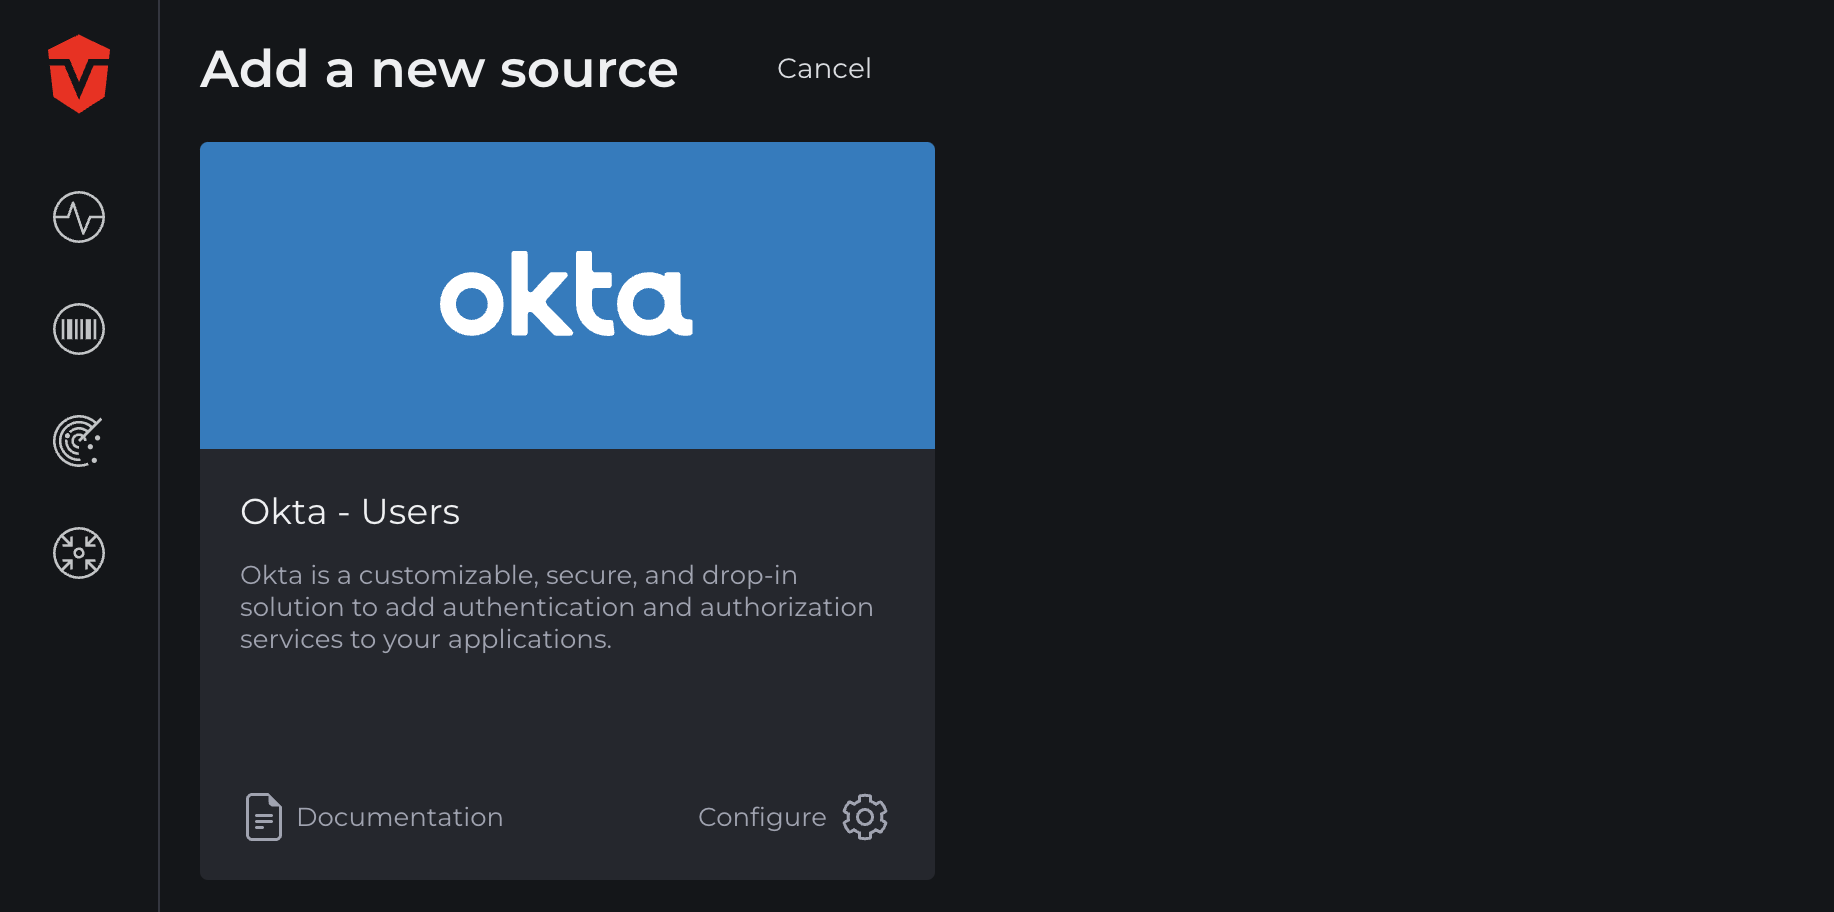 Add a new source
Cancel
okta
Okta - Users
Okta is a customizable, secure, and drop-in
solution to add authentication and authorization
services to your applications.
Documentation
Configure